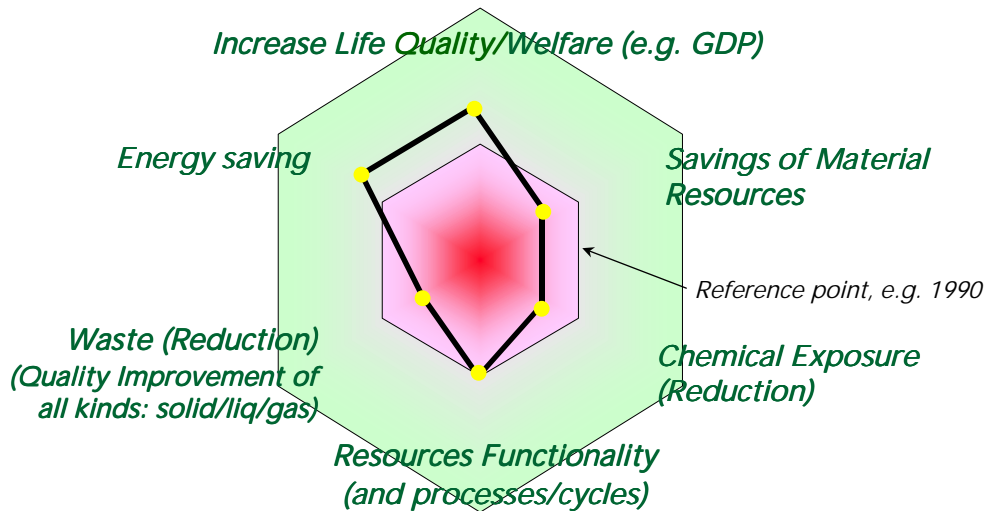 Increase Life Quality/Welfare (e.g. GDP)
Energy saving
Savings of Material
Resources
Reference point, e.g. 1990
Waste (Reduction)
(Quality Improvement of
all kinds: solid/liq/gas)
Chemical Exposure
(Reduction)
Resources Functionality
(and processes/cycles)